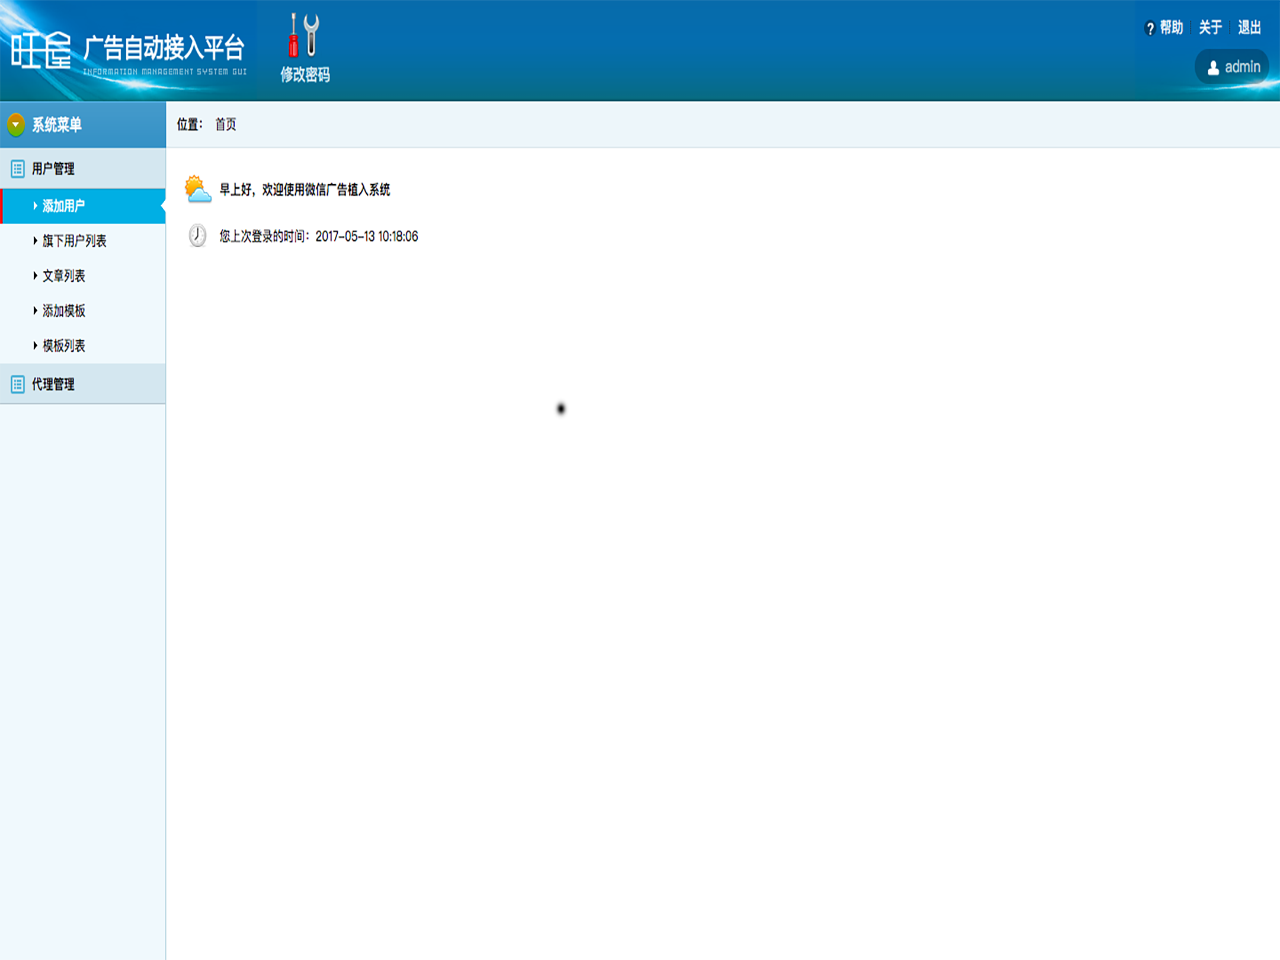 旺屋 广告自动接入平台
INFORMATION MANAGEMENT SYSTEM GUI
修改密码
? 帮助 关于 退出
admin
系统菜单
位置： 首页
用户管理
添加用户
旗下用户列表
文章列表
添加模板
模板列表
代理管理
早上好，欢迎使用微信广告植入系统
您上次登录的时间：2017-05-13 10:18:06